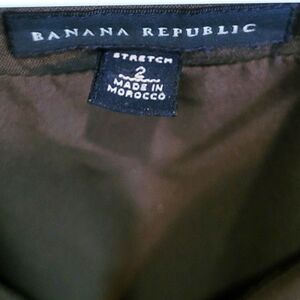 BANANA REPUBLIC
STRETCH
2
MADE IN
MOROCCO